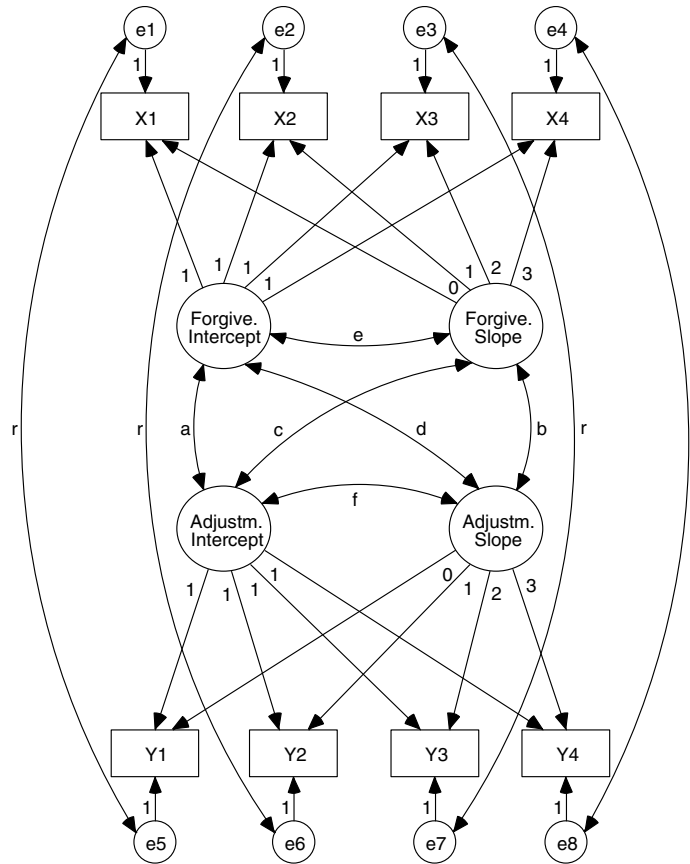 e1 e2 e3 e4
1 1 1 1
X1 X2 X3 X4
1 1 1 1 0 1 2 3
Forgive.
Intercept
Forgive.
Slope
e
r r a c d b r
f
Adjustm.
Intercept
Adjustm.
Slope
1 1 1 1 0 1 2 3
Y1 Y2 Y3 Y4
1 1 1 1
e5 e6 e7 e8